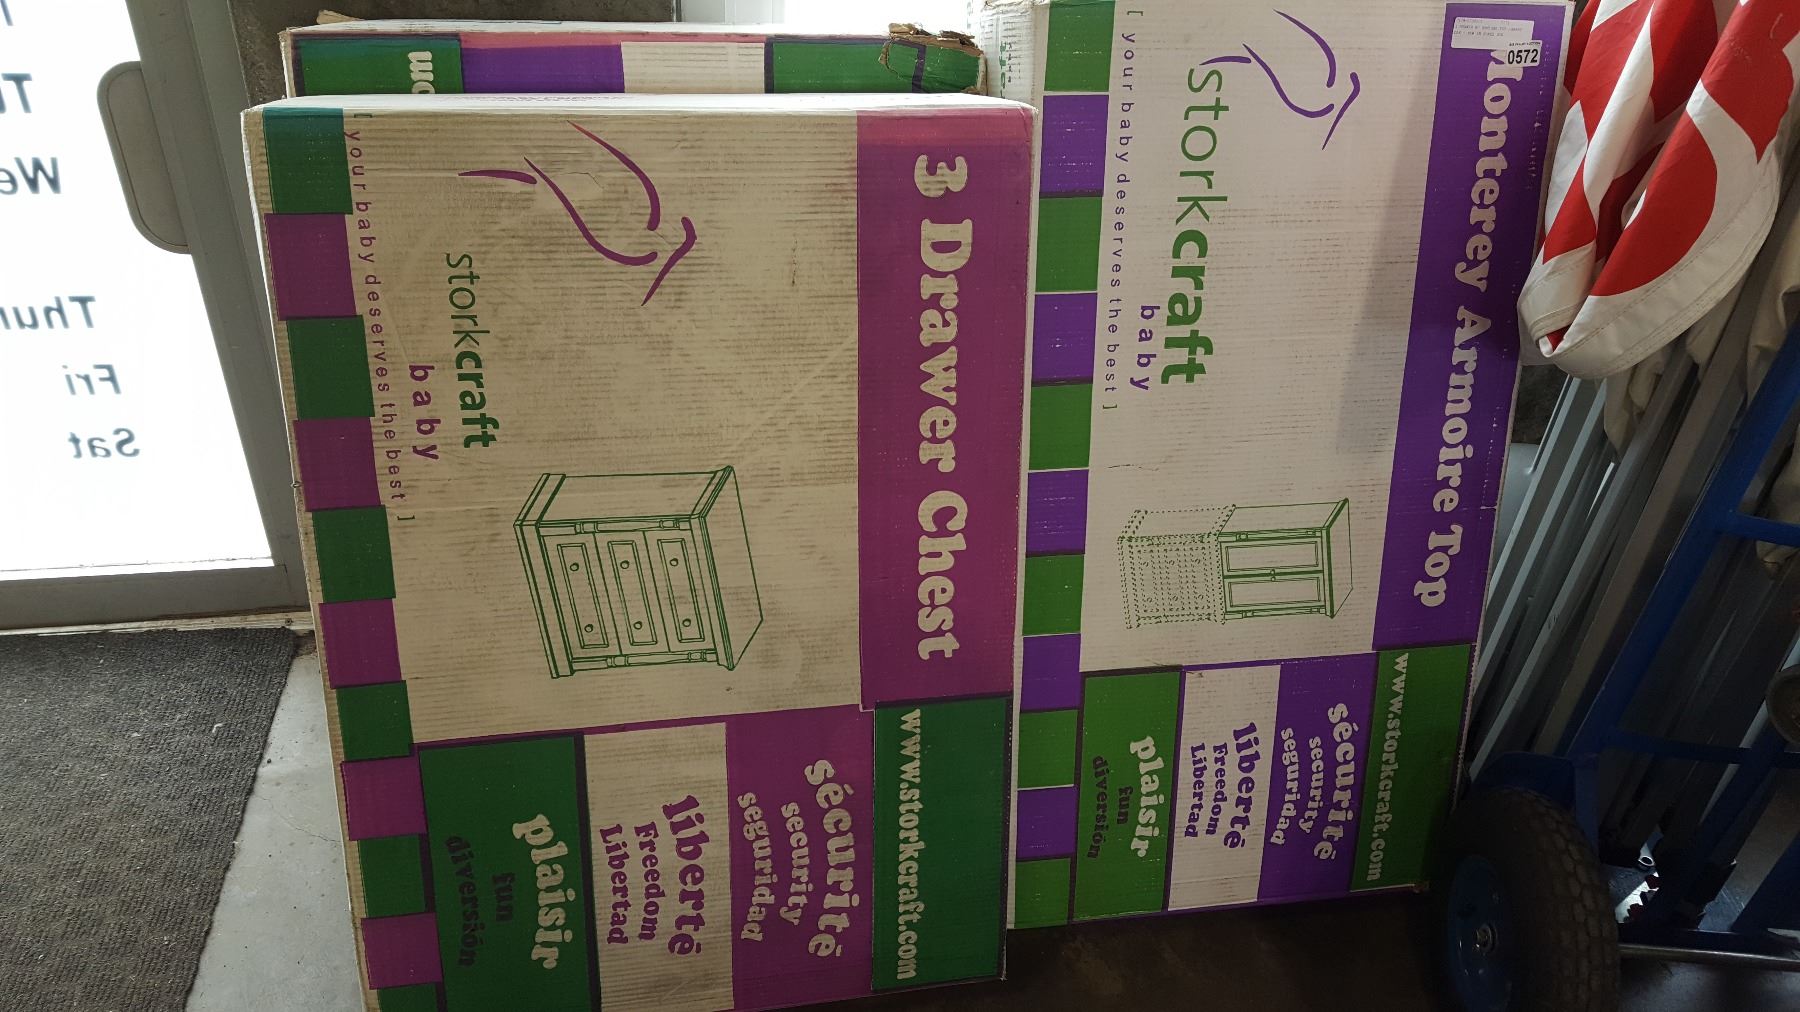 3 Drawer Chest
storkcraft
baby
[ your baby deserves the best ]
www.storkcraft.com
sécurité
security
seguridad
liberté
Freedom
Libertad
plaisir
fun
diversión
0572
Monterey Armoire Top
storkcraft
baby
[ your baby deserves the best ]
www.storkcraft.com
sécurité
security
seguridad
liberté
Freedom
Libertad
plaisir
fun
diversión
We
Thur
Fri
Sat